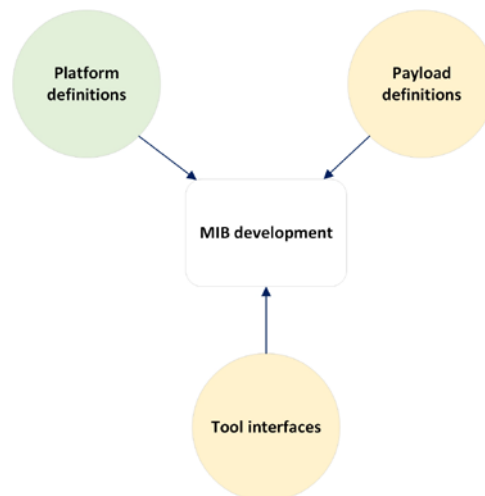 Platform
definitions
Payload
definitions
MIB development
Tool interfaces